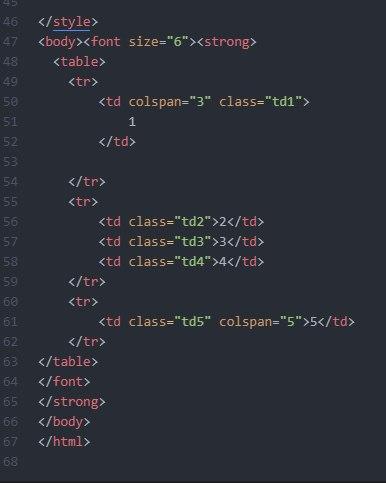 45
46 </style>
47 <body><font size="6"><strong>
48 <table>
49 <tr>
50 <td colspan="3" class="td1">
51 1
52 </td>
53
54 </tr>
55 <tr>
56 <td class="td2">2</td>
57 <td class="td3">3</td>
58 <td class="td4">4</td>
59 </tr>
60 <tr>
61 <td class="td5" colspan="5">5</td>
62 </tr>
63 </table>
64 </font>
65 </strong>
66 </body>
67 </html>
68